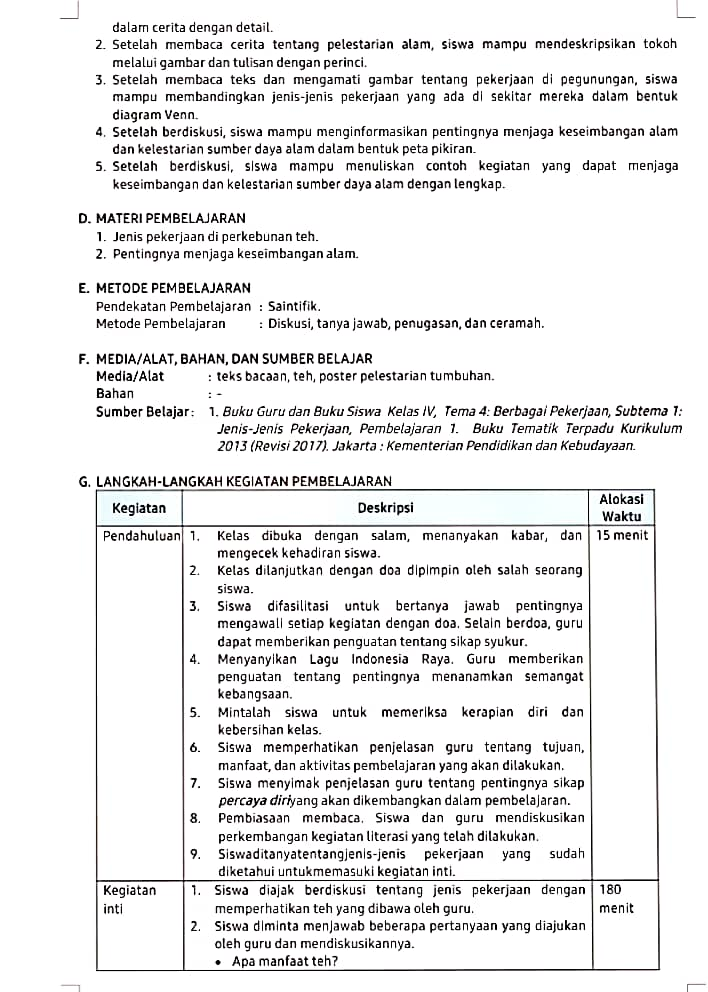 dalam cerita dengan detail.
2. Setelah membaca cerita tentang pelestarian alam, siswa mampu mendeskripsikan tokoh
melalui gambar dan tulisan dengan perinci.
3. Setelah membaca teks dan mengamati gambar tentang pekerjaan di pegunungan, siswa
mampu membandingkan jenis-jenis pekerjaan yang ada di sekitar mereka dalam bentuk
diagram Venn.
4. Setelah berdiskusi, siswa mampu menginformasikan pentingnya menjaga keseimbangan alam
dan kelestarian sumber daya alam dalam bentuk peta pikiran.
5. Setelah berdiskusi, siswa mampu menuliskan contoh kegiatan yang dapat menjaga
keseimbangan dan kelestarian sumber daya alam dengan lengkap.
D. MATERI PEMBELAJARAN
1. Jenis pekerjaan di perkebunan teh.
2. Pentingnya menjaga keseimbangan alam.
E. METODE PEMBELAJARAN
Pendekatan Pembelajaran : Saintifik.
Metode Pembelajaran : Diskusi, tanya jawab, penugasan, dan ceramah.
F. MEDIA/ALAT, BAHAN, DAN SUMBER BELAJAR
Media/Alat : teks bacaan, teh, poster pelestarian tumbuhan.
Bahan : -
Sumber Belajar: 1. Buku Guru dan Buku Siswa Kelas IV, Tema 4: Berbagai Pekerjaan, Subtema 1:
Jenis-Jenis Pekerjaan, Pembelajaran 1. Buku Tematik Terpadu Kurikulum
2013 (Revisi 2017). Jakarta : Kementerian Pendidikan dan Kebudayaan.
G. LANGKAH-LANGKAH KEGIATAN PEMBELAJARAN
Kegiatan Deskripsi Alokasi
Waktu
Pendahuluan 1. Kelas dibuka dengan salam, menanyakan kabar, dan 15 menit
mengecek kehadiran siswa.
2. Kelas dilanjutkan dengan doa dipimpin oleh salah seorang
siswa.
3. Siswa difasilitasi untuk bertanya jawab pentingnya
mengawali setiap kegiatan dengan doa. Selain berdoa, guru
dapat memberikan penguatan tentang sikap syukur.
4. Menyanyikan Lagu Indonesia Raya. Guru memberikan
penguatan tentang pentingnya menanamkan semangat
kebangsaan.
5. Mintalah siswa untuk memeriksa kerapian diri dan
kebersihan kelas.
6. Siswa memperhatikan penjelasan guru tentang tujuan,
manfaat, dan aktivitas pembelajaran yang akan dilakukan.
7. Siswa menyimak penjelasan guru tentang pentingnya sikap
percaya diriyang akan dikembangkan dalam pembelajaran.
8. Pembiasaan membaca. Siswa dan guru mendiskusikan
perkembangan kegiatan literasi yang telah dilakukan.
9. Siswaditanyatentangjenis-jenis pekerjaan yang sudah
diketahui untukmemasuki kegiatan inti.
Kegiatan 1. Siswa diajak berdiskusi tentang jenis pekerjaan dengan 180
inti memperhatikan teh yang dibawa oleh guru. menit
2. Siswa diminta menjawab beberapa pertanyaan yang diajukan
oleh guru dan mendiskusikannya.
• Apa manfaat teh?